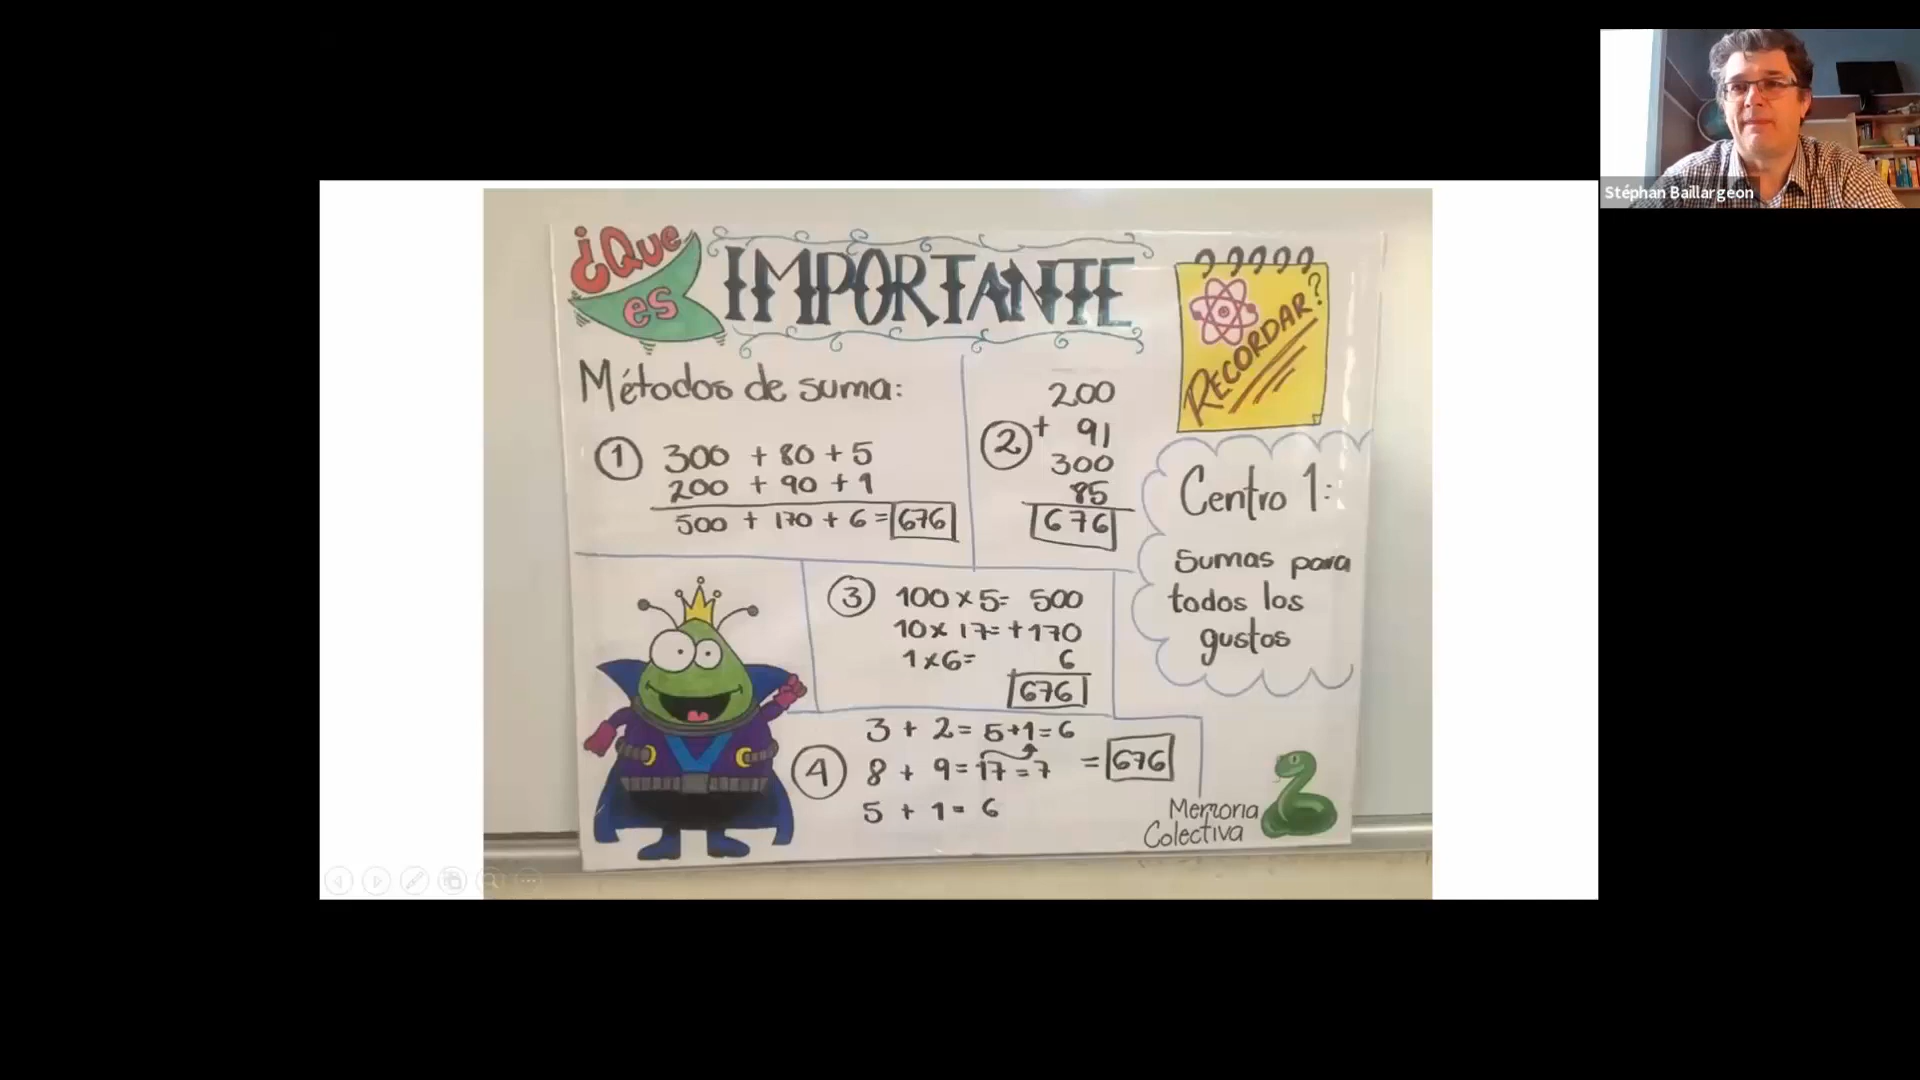 ¿Que
es
IMPORTANTE
RECORDAR?
Métodos de suma:
1
300 + 80 + 5
200 + 90 + 1
500 + 170 + 6 = 676
2
200
+ 91
300
85
676
Centro 1:
Sumas para
todos los
gustos
3
100 x 5= 500
10 x 17= +170
1 x 6= 6
676
4
3 + 2 = 5+1 = 6
8 + 9 = 17 = 7
5 + 1 = 6
= 676
Memoria
Colectiva
Stéphan Baillargeon